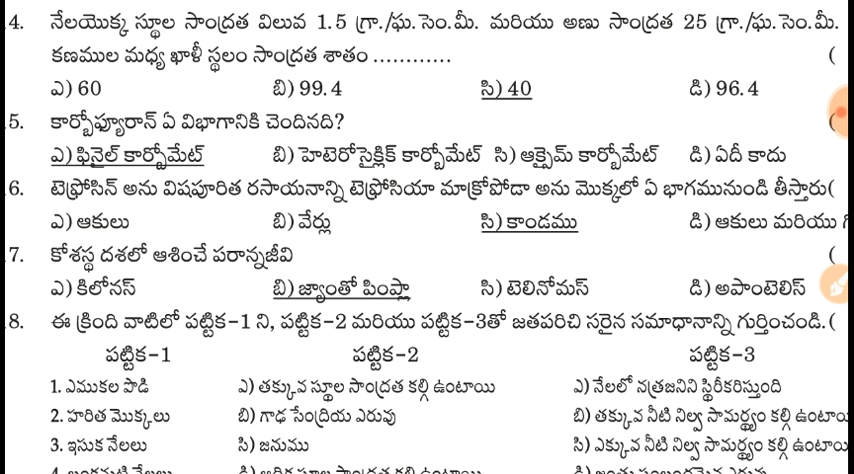 4. నేలయొక్క స్థూల సాంద్రత విలువ 1.5 గ్రా./ఘ.సెం.మీ. మరియు అణు సాంద్రత 25 గ్రా./ఘ.సెం.మీ.
కణముల మధ్య ఖాళీ స్థలం సాంద్రత శాతం ............ (
ఎ) 60 బి) 99.4 సి) 40 డి) 96.4
5. కార్బోఫ్యూరాన్ ఏ విభాగానికి చెందినది? (
ఎ) ఫినైల్ కార్బోమేట్ బి) హెటెరోసైక్లిక్ కార్బోమేట్ సి) ఆక్సైమ్ కార్బోమేట్ డి) ఏదీ కాదు
6. టెఫ్రోసిన్ అను విషపూరిత రసాయనాన్ని టెఫ్రోసియా మాక్రోపోడా అను మొక్కలో ఏ భాగమునుండి తీస్తారు(
ఎ) ఆకులు బి) వేర్లు సి) కాండము డి) ఆకులు మరియు
7. కోశస్థ దశలో ఆశించే పరాన్నజీవి (
ఎ) కిలోనస్ బి) జ్యాంతో పింప్లా సి) టెలినోమస్ డి) అపాంటెలిస్
8. ఈ క్రింది వాటిలో పట్టిక-1 ని, పట్టిక-2 మరియు పట్టిక-3తో జతపరిచి సరైన సమాధానాన్ని గుర్తించండి. (
పట్టిక-1 పట్టిక-2 పట్టిక-3
1. ఎముకల పొడి ఎ) తక్కువ స్థూల సాంద్రత కల్గి ఉంటాయి ఎ) నేలలో నత్రజనిని స్థిరీకరిస్తుంది
2. హరిత మొక్కలు బి) గాఢ సేంద్రియ ఎరువు బి) తక్కువ నీటి నిల్వ సామర్థ్యం కల్గి ఉంటాయి
3. ఇసుక నేలలు సి) జనుము సి) ఎక్కువ నీటి నిల్వ సామర్థ్యం కల్గి ఉంటాయి